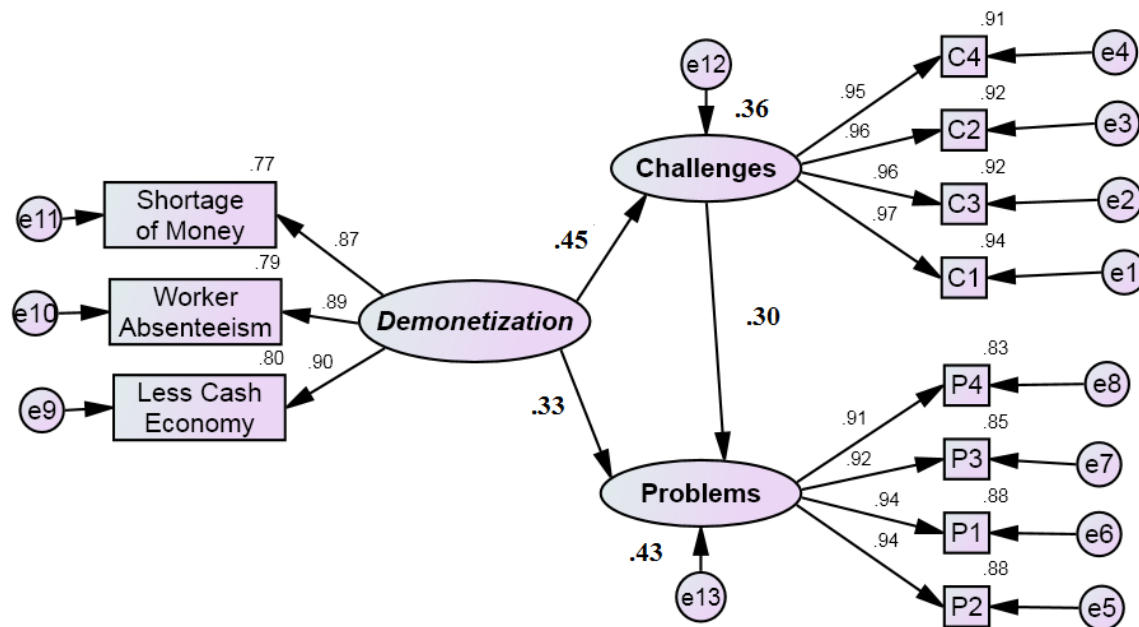 .91
C4
e4
e12
.95
.36
.92
C2
e3
.96
Challenges
.92
.96
C3
e2
.77
Shortage
of Money
e11
.97
.94
C1
e1
.87
.45
.79
Worker
Absenteeism
e10
.89
Demonetization
.30
.80
.90
Less Cash
Economy
e9
.33
.83
P4
e8
.91
.85
P3
e7
.92
Problems
.88
.94
P1
e6
.94
.43
e13
.88
P2
e5